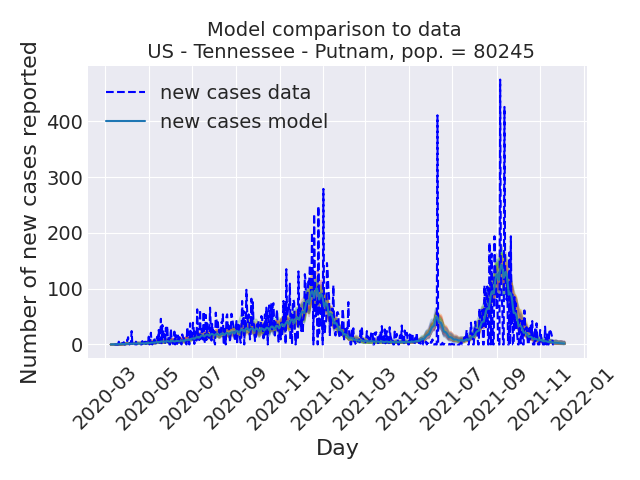 Model comparison to data
US - Tennessee - Putnam, pop. = 80245
Number of new cases reported
new cases data
new cases model
400
300
200
100
0
2020-03
2020-05
2020-07
2020-09
2020-11
2021-01
2021-03
2021-05
2021-07
2021-09
2021-11
2022-01
Day